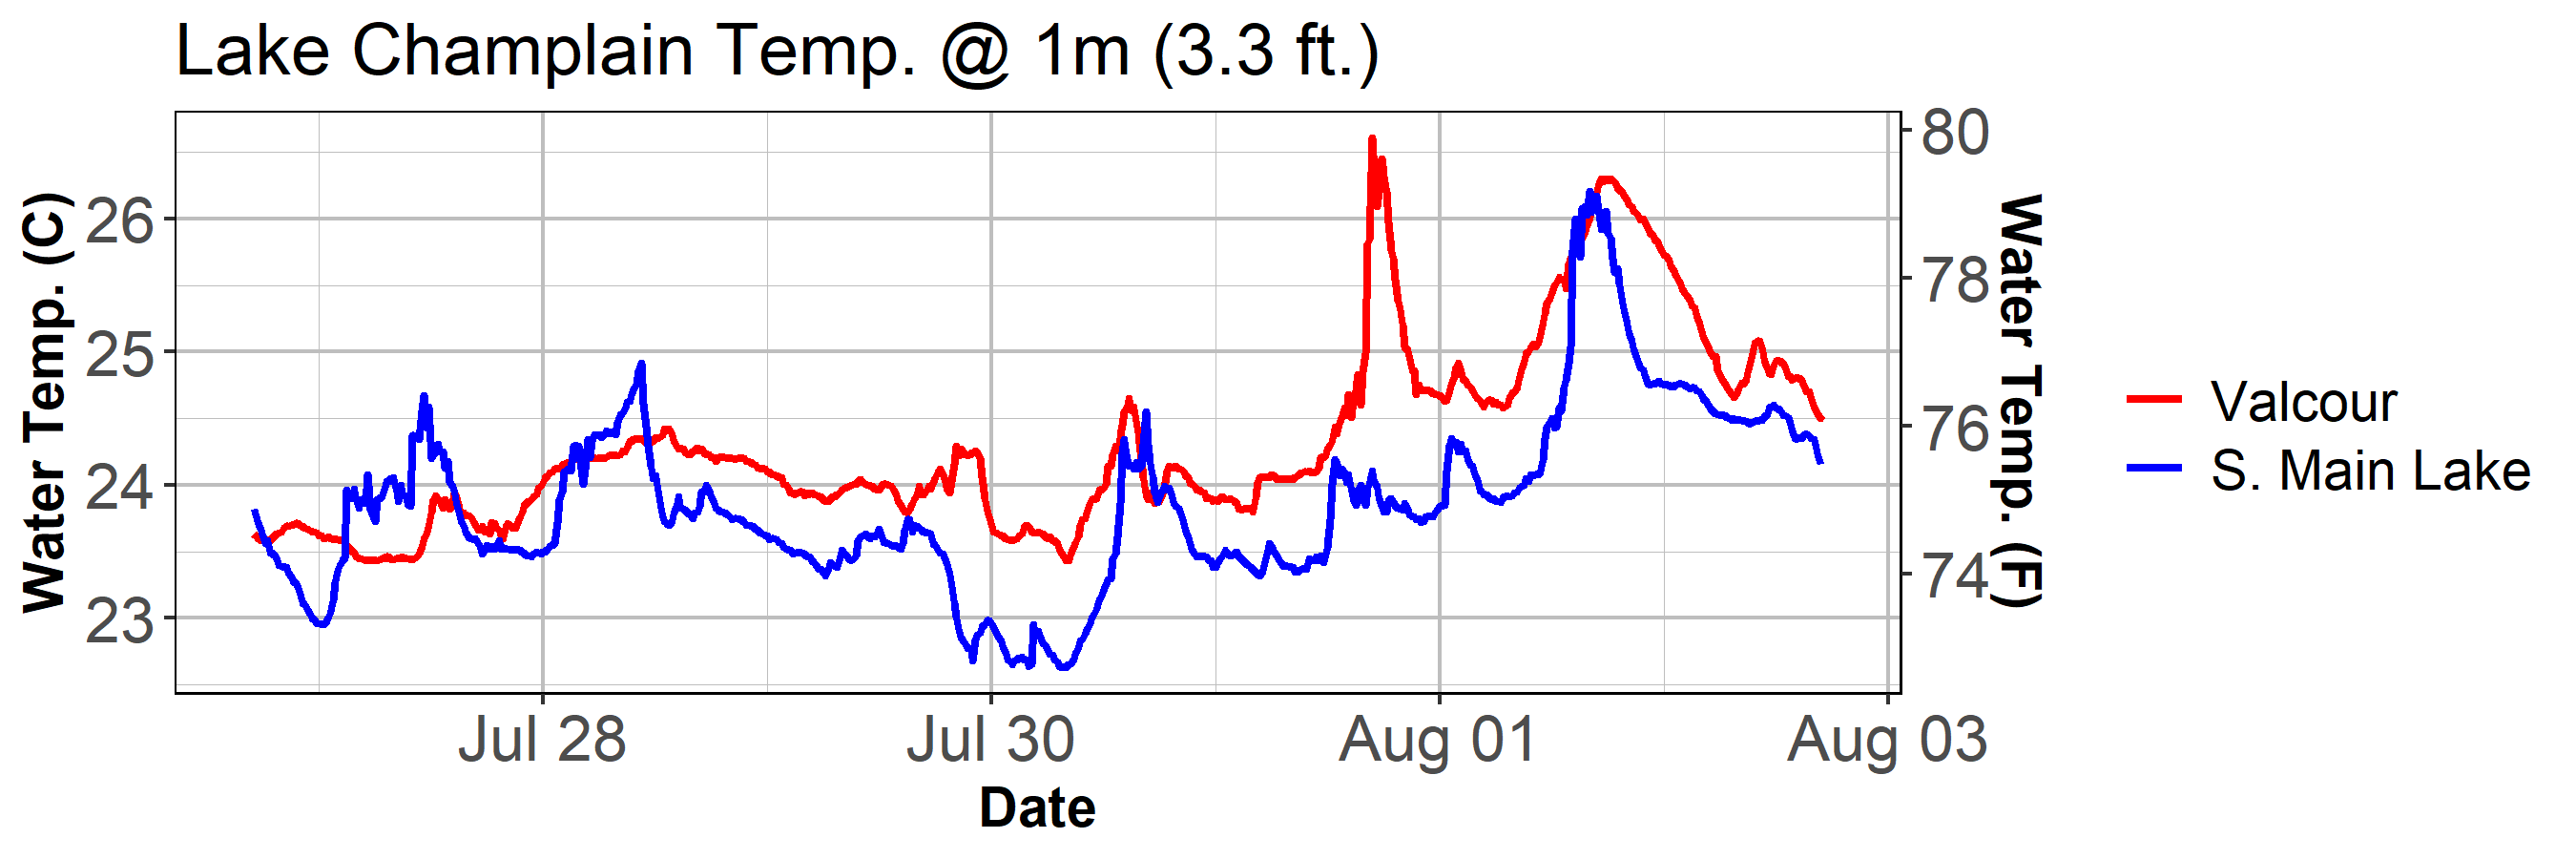 Lake Champlain Temp. @ 1m (3.3 ft.)
Water Temp. (C)
26
25
24
23
80
78
76
74
Water Temp. (F)
Jul 28
Jul 30
Aug 01
Aug 03
Date
Valcour
S. Main Lake